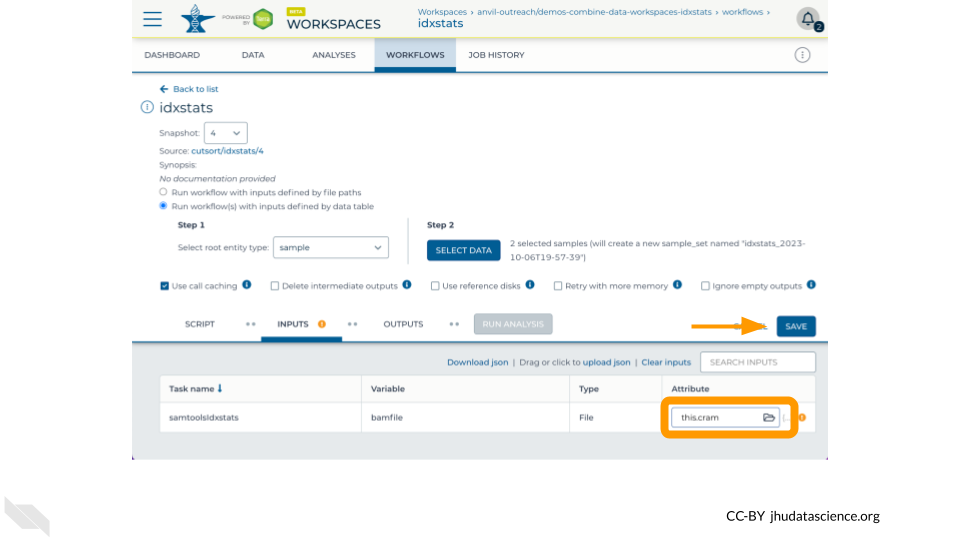 POWERED BY Terra
BETA
WORKSPACES
Workspaces › anvil-outreach/demos-combine-data-workspaces-idxstats › workflows ›
idxstats
2
DASHBOARD DATA ANALYSES WORKFLOWS JOB HISTORY
Back to list
idxstats
Snapshot: 4
Source: cutsort/idxstats/4
Synopsis:
No documentation provided
Run workflow with inputs defined by file paths
Run workflow(s) with inputs defined by data table
Step 1
Select root entity type: sample
Step 2
SELECT DATA
2 selected samples (will create a new sample_set named "idxstats_2023-
10-06T19-57-39")
Use call caching Delete intermediate outputs Use reference disks Retry with more memory Ignore empty outputs
SCRIPT INPUTS OUTPUTS RUN ANALYSIS SAVE
Download json | Drag or click to upload json | Clear inputs SEARCH INPUTS
Task name Variable Type Attribute
samtoolsIdxstats bamfile File this.cram
CC-BY jhudatascience.org